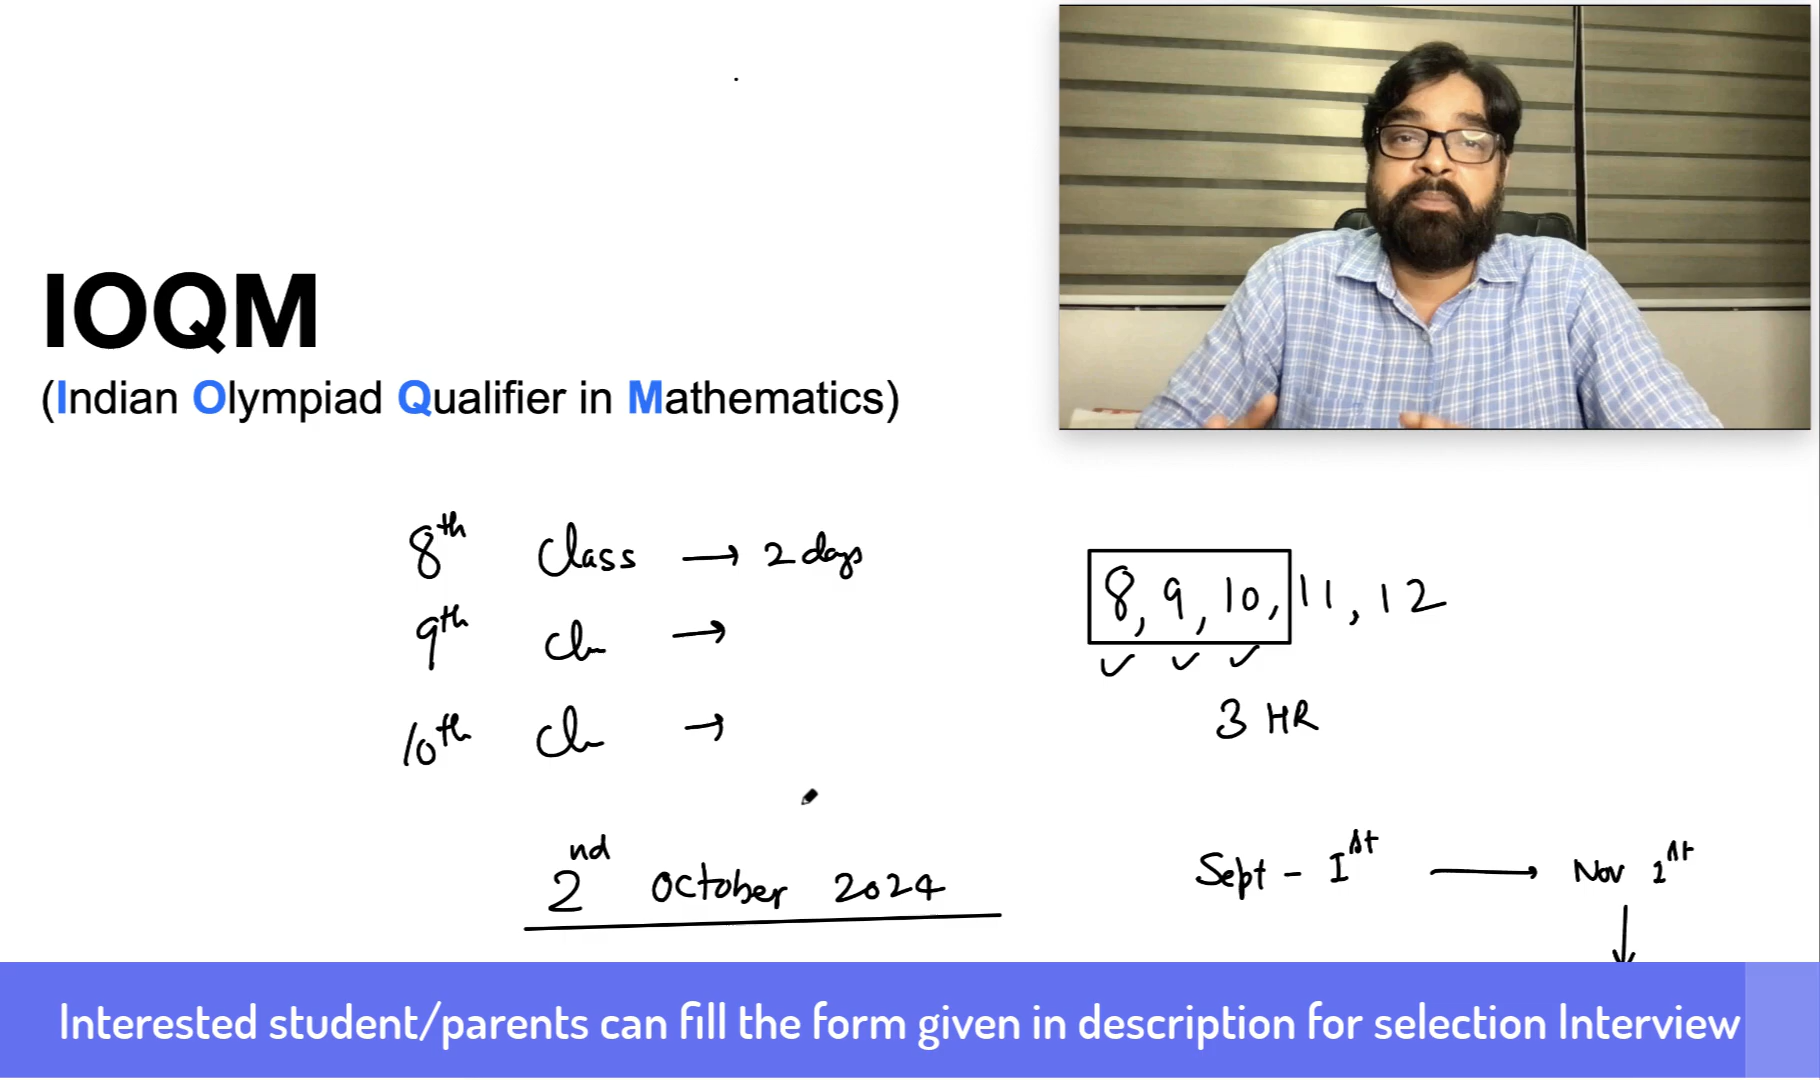 IOQM
(Indian Olympiad Qualifier in Mathematics)
8th Class → 2 days
9th Cl →
10th Cl →
2nd October 2024
8, 9, 10, 11, 12
3 HR
Sept - 1st → Nov 1st
Interested student/parents can fill the form given in description for selection Interview